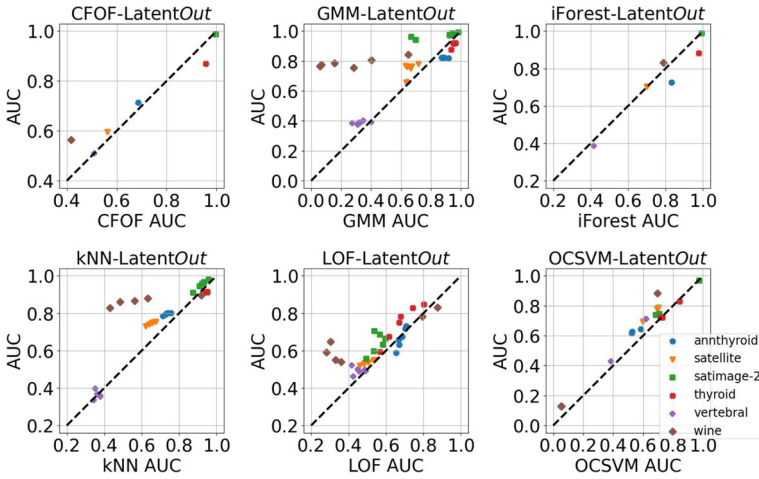 CFOF-LatentOut
GMM-LatentOut
iForest-LatentOut
AUC
1.0
0.8
0.6
0.4
0.4 0.6 0.8 1.0
CFOF AUC
AUC
1.0
0.8
0.6
0.4
0.2
0.0
0.0 0.2 0.4 0.6 0.8 1.0
GMM AUC
AUC
1.0
0.8
0.6
0.4
0.2
0.2 0.4 0.6 0.8 1.0
iForest AUC
kNN-LatentOut
LOF-LatentOut
OCSVM-LatentOut
AUC
1.0
0.8
0.6
0.4
0.2
0.2 0.4 0.6 0.8 1.0
kNN AUC
AUC
1.0
0.8
0.6
0.4
0.2
0.2 0.4 0.6 0.8 1.0
LOF AUC
AUC
1.0
0.8
0.6
0.4
0.2
0.0
0.0 0.2 0.4 0.6 0.8 1.0
OCSVM AUC
annthyroid
satellite
satimage-2
thyroid
vertebral
wine